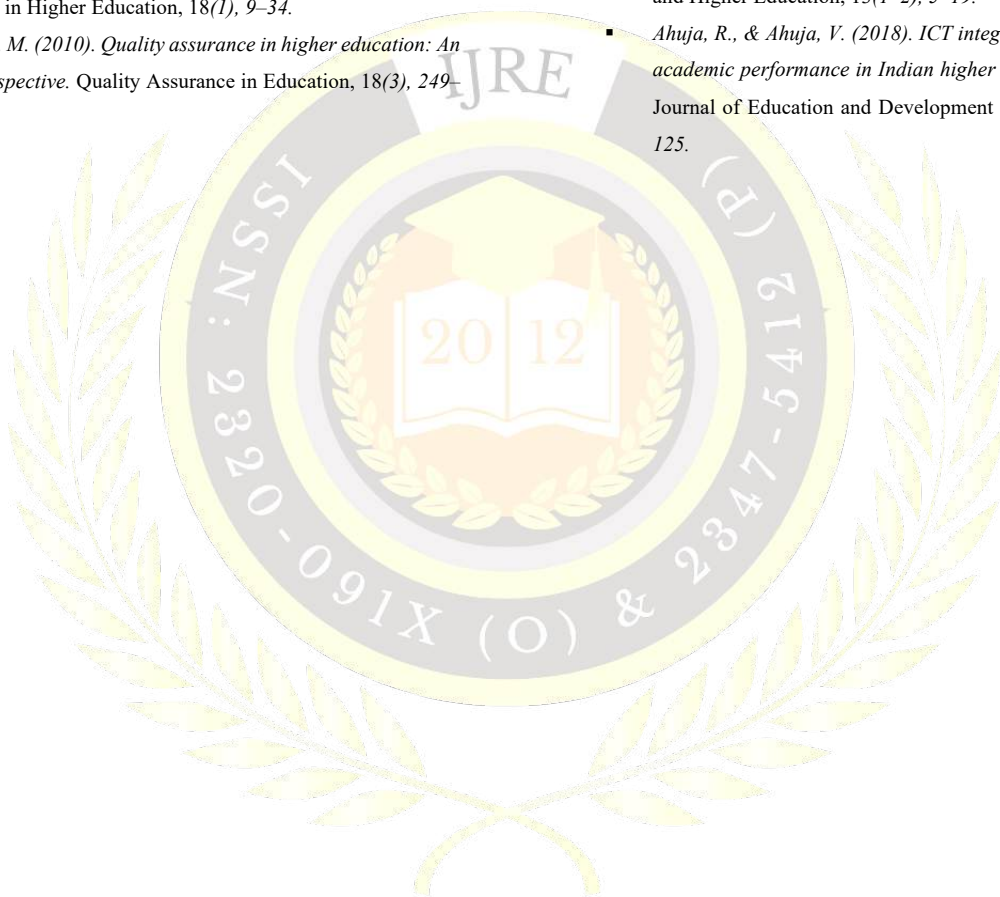 in Higher Education, 18(1), 9–34.
M. (2010). Quality assurance in higher education: An
spective. Quality Assurance in Education, 18(3), 249–
and Higher Education, 13(1–2), 5–19.
Ahuja, R., & Ahuja, V. (2018). ICT integ
academic performance in Indian higher
Journal of Education and Development
125.
IJRE
ISSN: 2320-091X (O) & 2347-5412 (P)
20 12